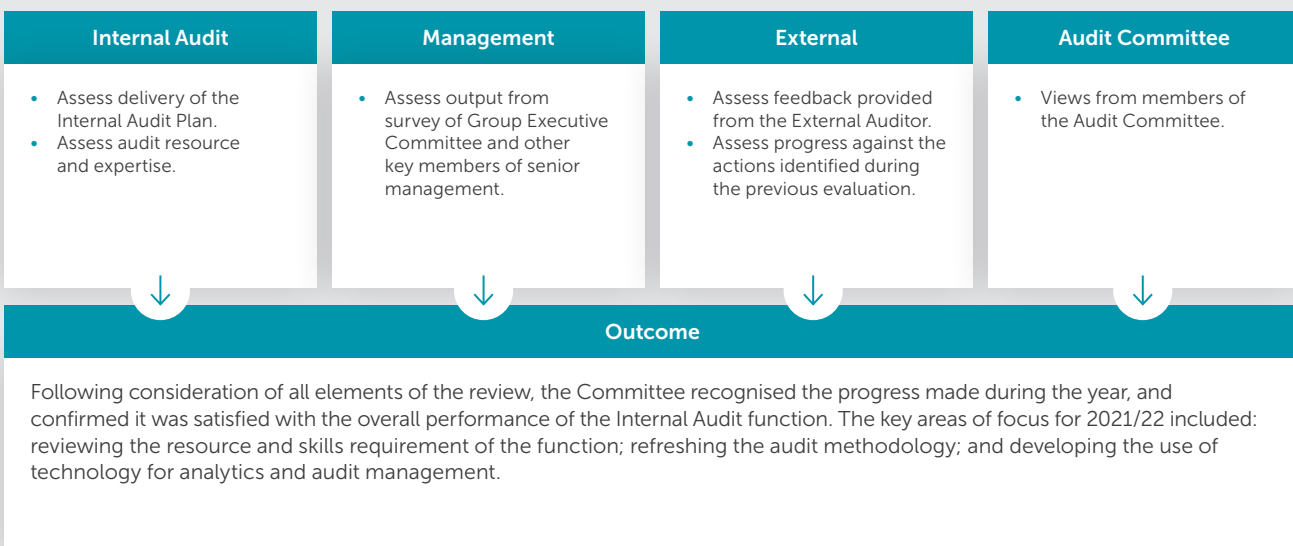 Internal Audit
• Assess delivery of the
Internal Audit Plan.
• Assess audit resource
and expertise.
Management
• Assess output from
survey of Group Executive
Committee and other
key members of senior
management.
External
• Assess feedback provided
from the External Auditor.
• Assess progress against the
actions identified during
the previous evaluation.
Audit Committee
• Views from members of
the Audit Committee.
Outcome
Following consideration of all elements of the review, the Committee recognised the progress made during the year, and
confirmed it was satisfied with the overall performance of the Internal Audit function. The key areas of focus for 2021/22 included:
reviewing the resource and skills requirement of the function; refreshing the audit methodology; and developing the use of
technology for analytics and audit management.